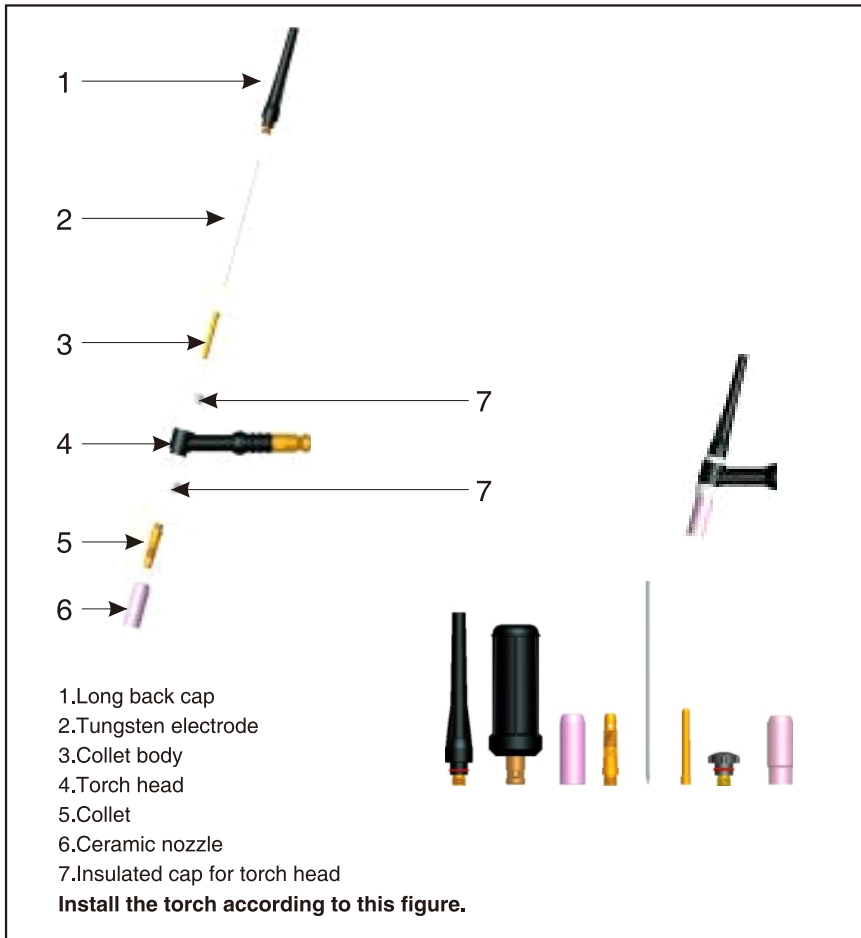 1
2
3
7
4
7
5
6
1.Long back cap
2.Tungsten electrode
3.Collet body
4.Torch head
5.Collet
6.Ceramic nozzle
7.Insulated cap for torch head
Install the torch according to this figure.